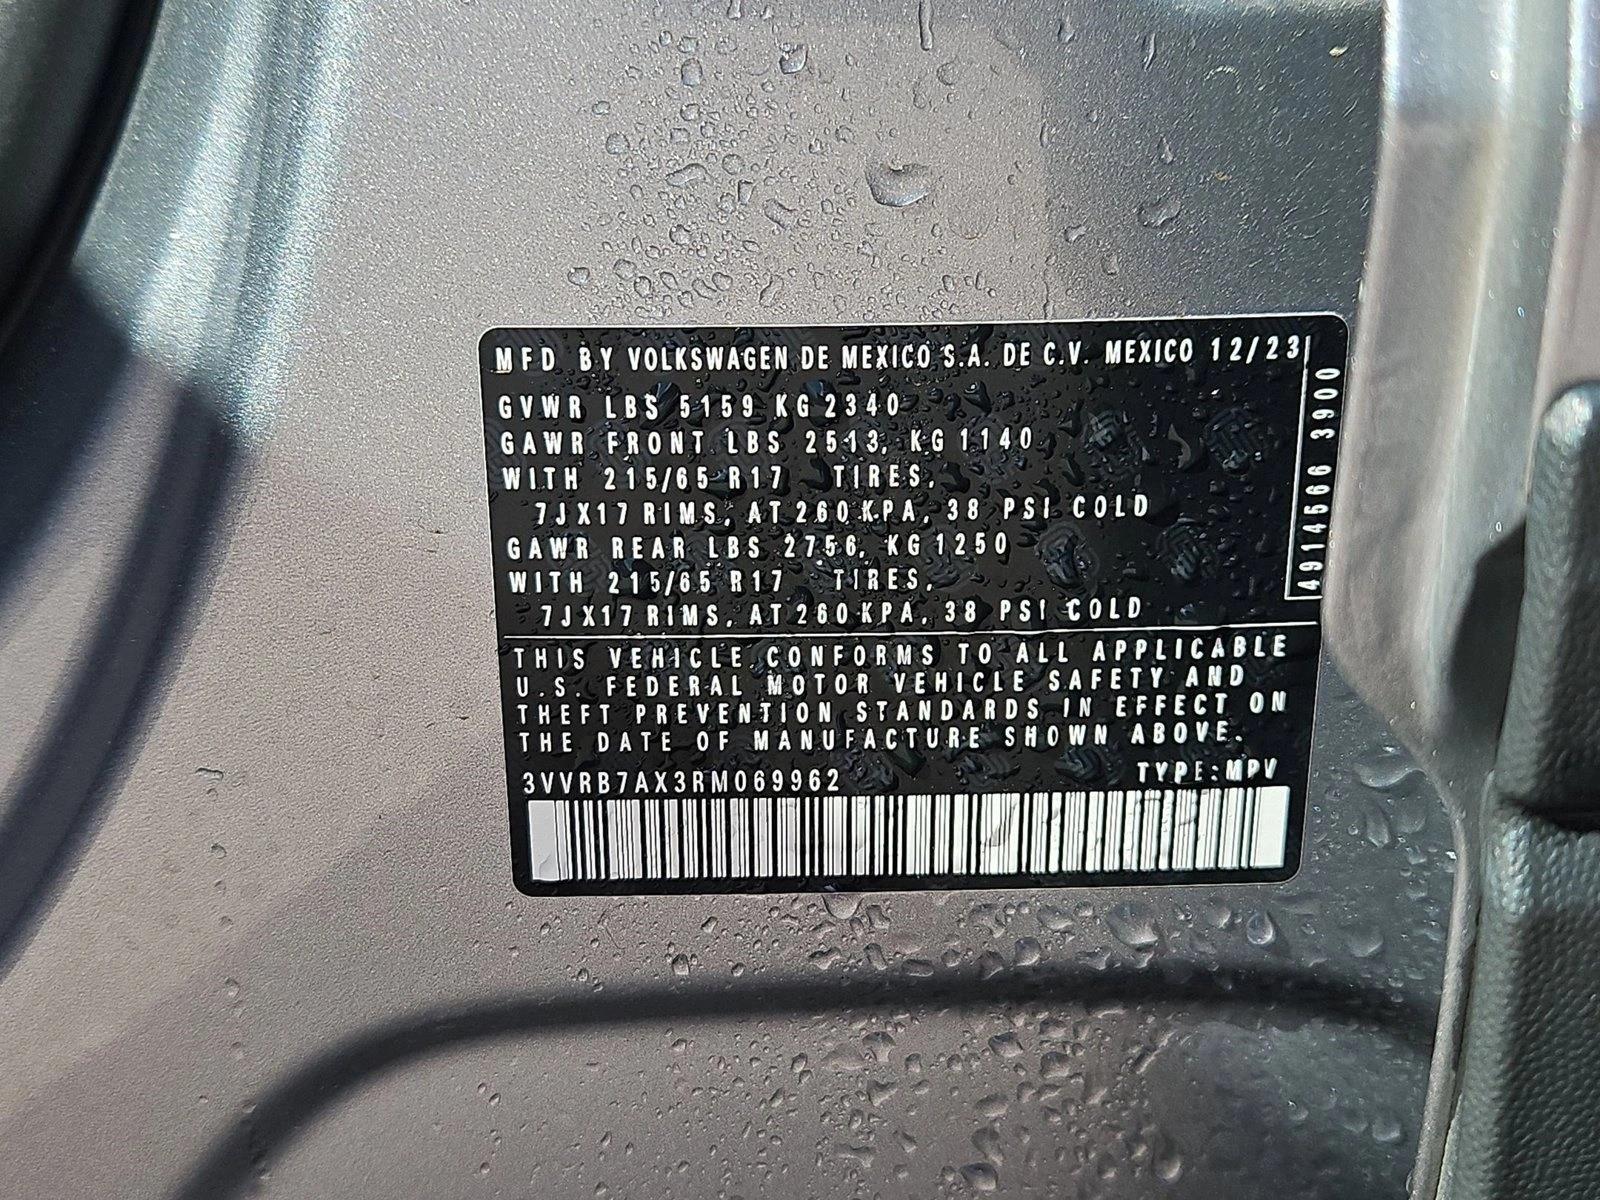 MFD BY VOLKSWAGEN DE MEXICO S.A. DE C.V. MEXICO 12/23
GVWR LBS 5159 KG 2340
GAWR FRONT LBS 2513, KG 1140
WITH 215/65 R17 TIRES,
7JX17 RIMS, AT 260 KPA, 38 PSI COLD
GAWR REAR LBS 2756, KG 1250
WITH 215/65 R17 TIRES,
7JX17 RIMS, AT 260 KPA, 38 PSI COLD
4914566 3900
THIS VEHICLE CONFORMS TO ALL APPLICABLE
U.S. FEDERAL MOTOR VEHICLE SAFETY AND
THEFT PREVENTION STANDARDS IN EFFECT ON
THE DATE OF MANUFACTURE SHOWN ABOVE.
3VVRB7AX3RM069962 TYPE:MPV